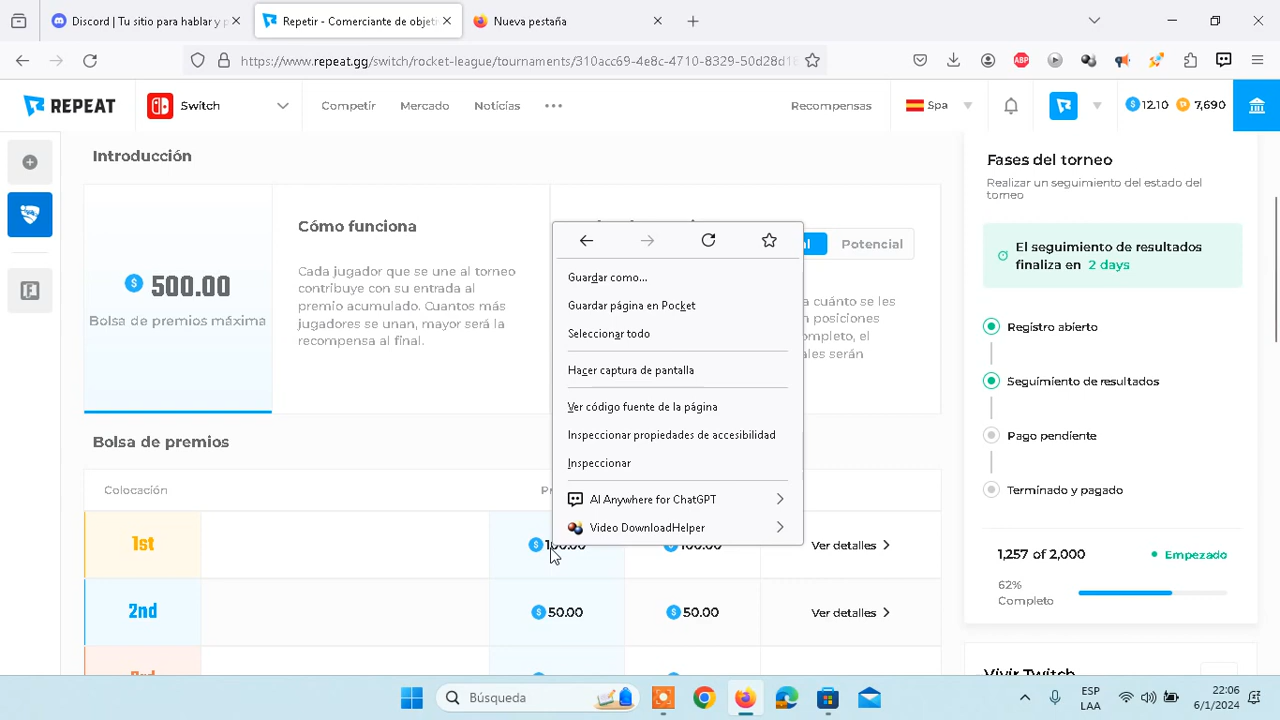 Discord | Tu sitio para hablar y p
Repetir - Comerciante de objet
Nueva pestaña
https://www.repeat.gg/switch/rocket-league/tournaments/310acc69-4e8c-4710-8329-50d28d1
ABP
REPEAT
Switch
Competir
Mercado
Noticias
Recompensas
Spa
12.10
7,690
Introducción
500.00
Bolsa de premios máxima
Cómo funciona
Cada jugador que se une al torneo
contribuye con su entrada al
premio acumulado. Cuantos más
jugadores se unan, mayor será la
recompensa al final.
al
Potencial
a cuánto se les
n posiciones
ompleto, el
ales serán
Guardar como...
Guardar página en Pocket
Seleccionar todo
Hacer captura de pantalla
Ver código fuente de la página
Inspeccionar propiedades de accesibilidad
Inspeccionar
AI Anywhere for ChatGPT
Video DownloadHelper
Bolsa de premios
Colocación
Pr
1st
100.00
100.00
Ver detalles
2nd
50.00
50.00
Ver detalles
Fases del torneo
Realizar un seguimiento del estado del
torneo
El seguimiento de resultados
finaliza en 2 days
Registro abierto
Seguimiento de resultados
Pago pendiente
Terminado y pagado
1,257 of 2,000
Empezado
62%
Completo
Vivir Twitch
Búsqueda
ESP
LAA
22:06
6/1/2024